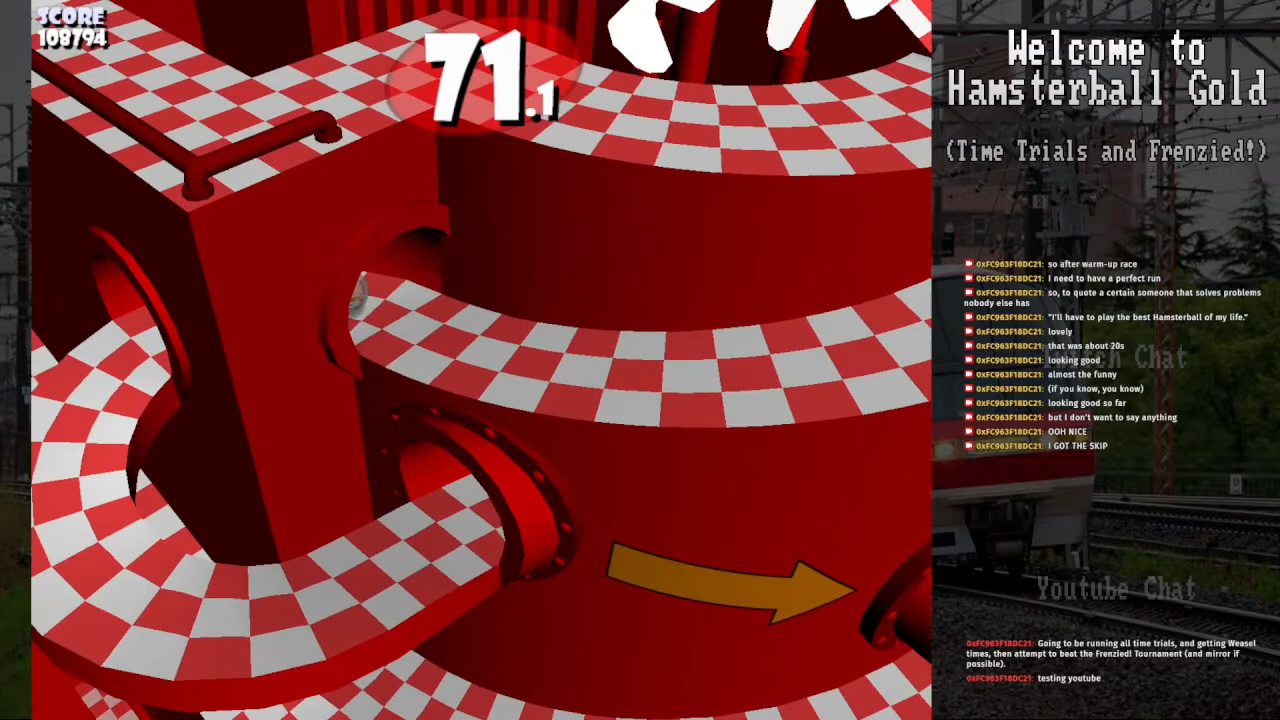 SCORE
108794
71.1
Welcome to
Hamsterball Gold
(Time Trials and Frenzied!)
0xFC963F18DC21: so after warm-up race
0xFC963F18DC21: I need to have a perfect run
0xFC963F18DC21: so, to quote a certain someone that solves problems
nobody else has
0xFC963F18DC21: "I'll have to play the best Hamsterball of my life."
0xFC963F18DC21: lovely
0xFC963F18DC21: that was about 20s
0xFC963F18DC21: looking good
Twitch Chat
0xFC963F18DC21: almost the funny
0xFC963F18DC21: (if you know, you know)
0xFC963F18DC21: looking good so far
0xFC963F18DC21: but I don't want to say anything
0xFC963F18DC21: OOH NICE
0xFC963F18DC21: I GOT THE SKIP
Youtube Chat
0xFC963F18DC21: Going to be running all time trials, and getting Weasel
times, then attempt to beat the Frenzied! Tournament (and mirror if
possible).
0xFC963F18DC21: testing youtube